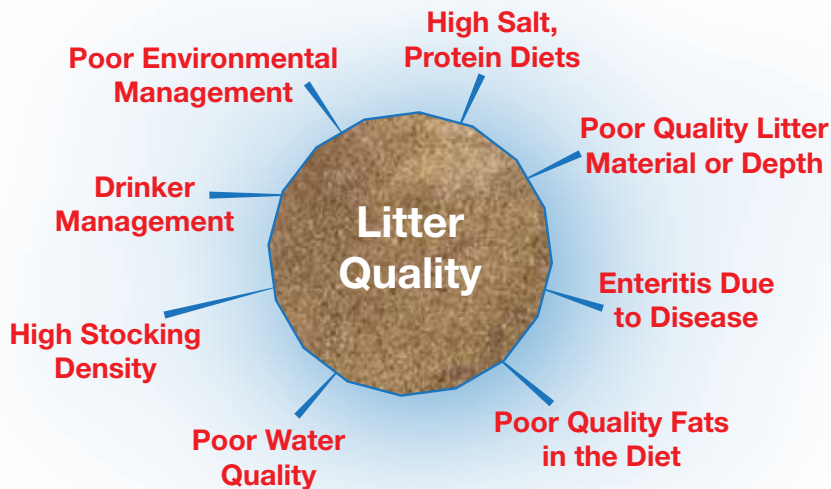 High Salt,
Protein Diets
Poor Environmental
Management
Poor Quality Litter
Material or Depth
Drinker
Management
Litter
Quality
Enteritis Due
to Disease
High Stocking
Density
Poor Quality Fats
in the Diet
Poor Water
Quality